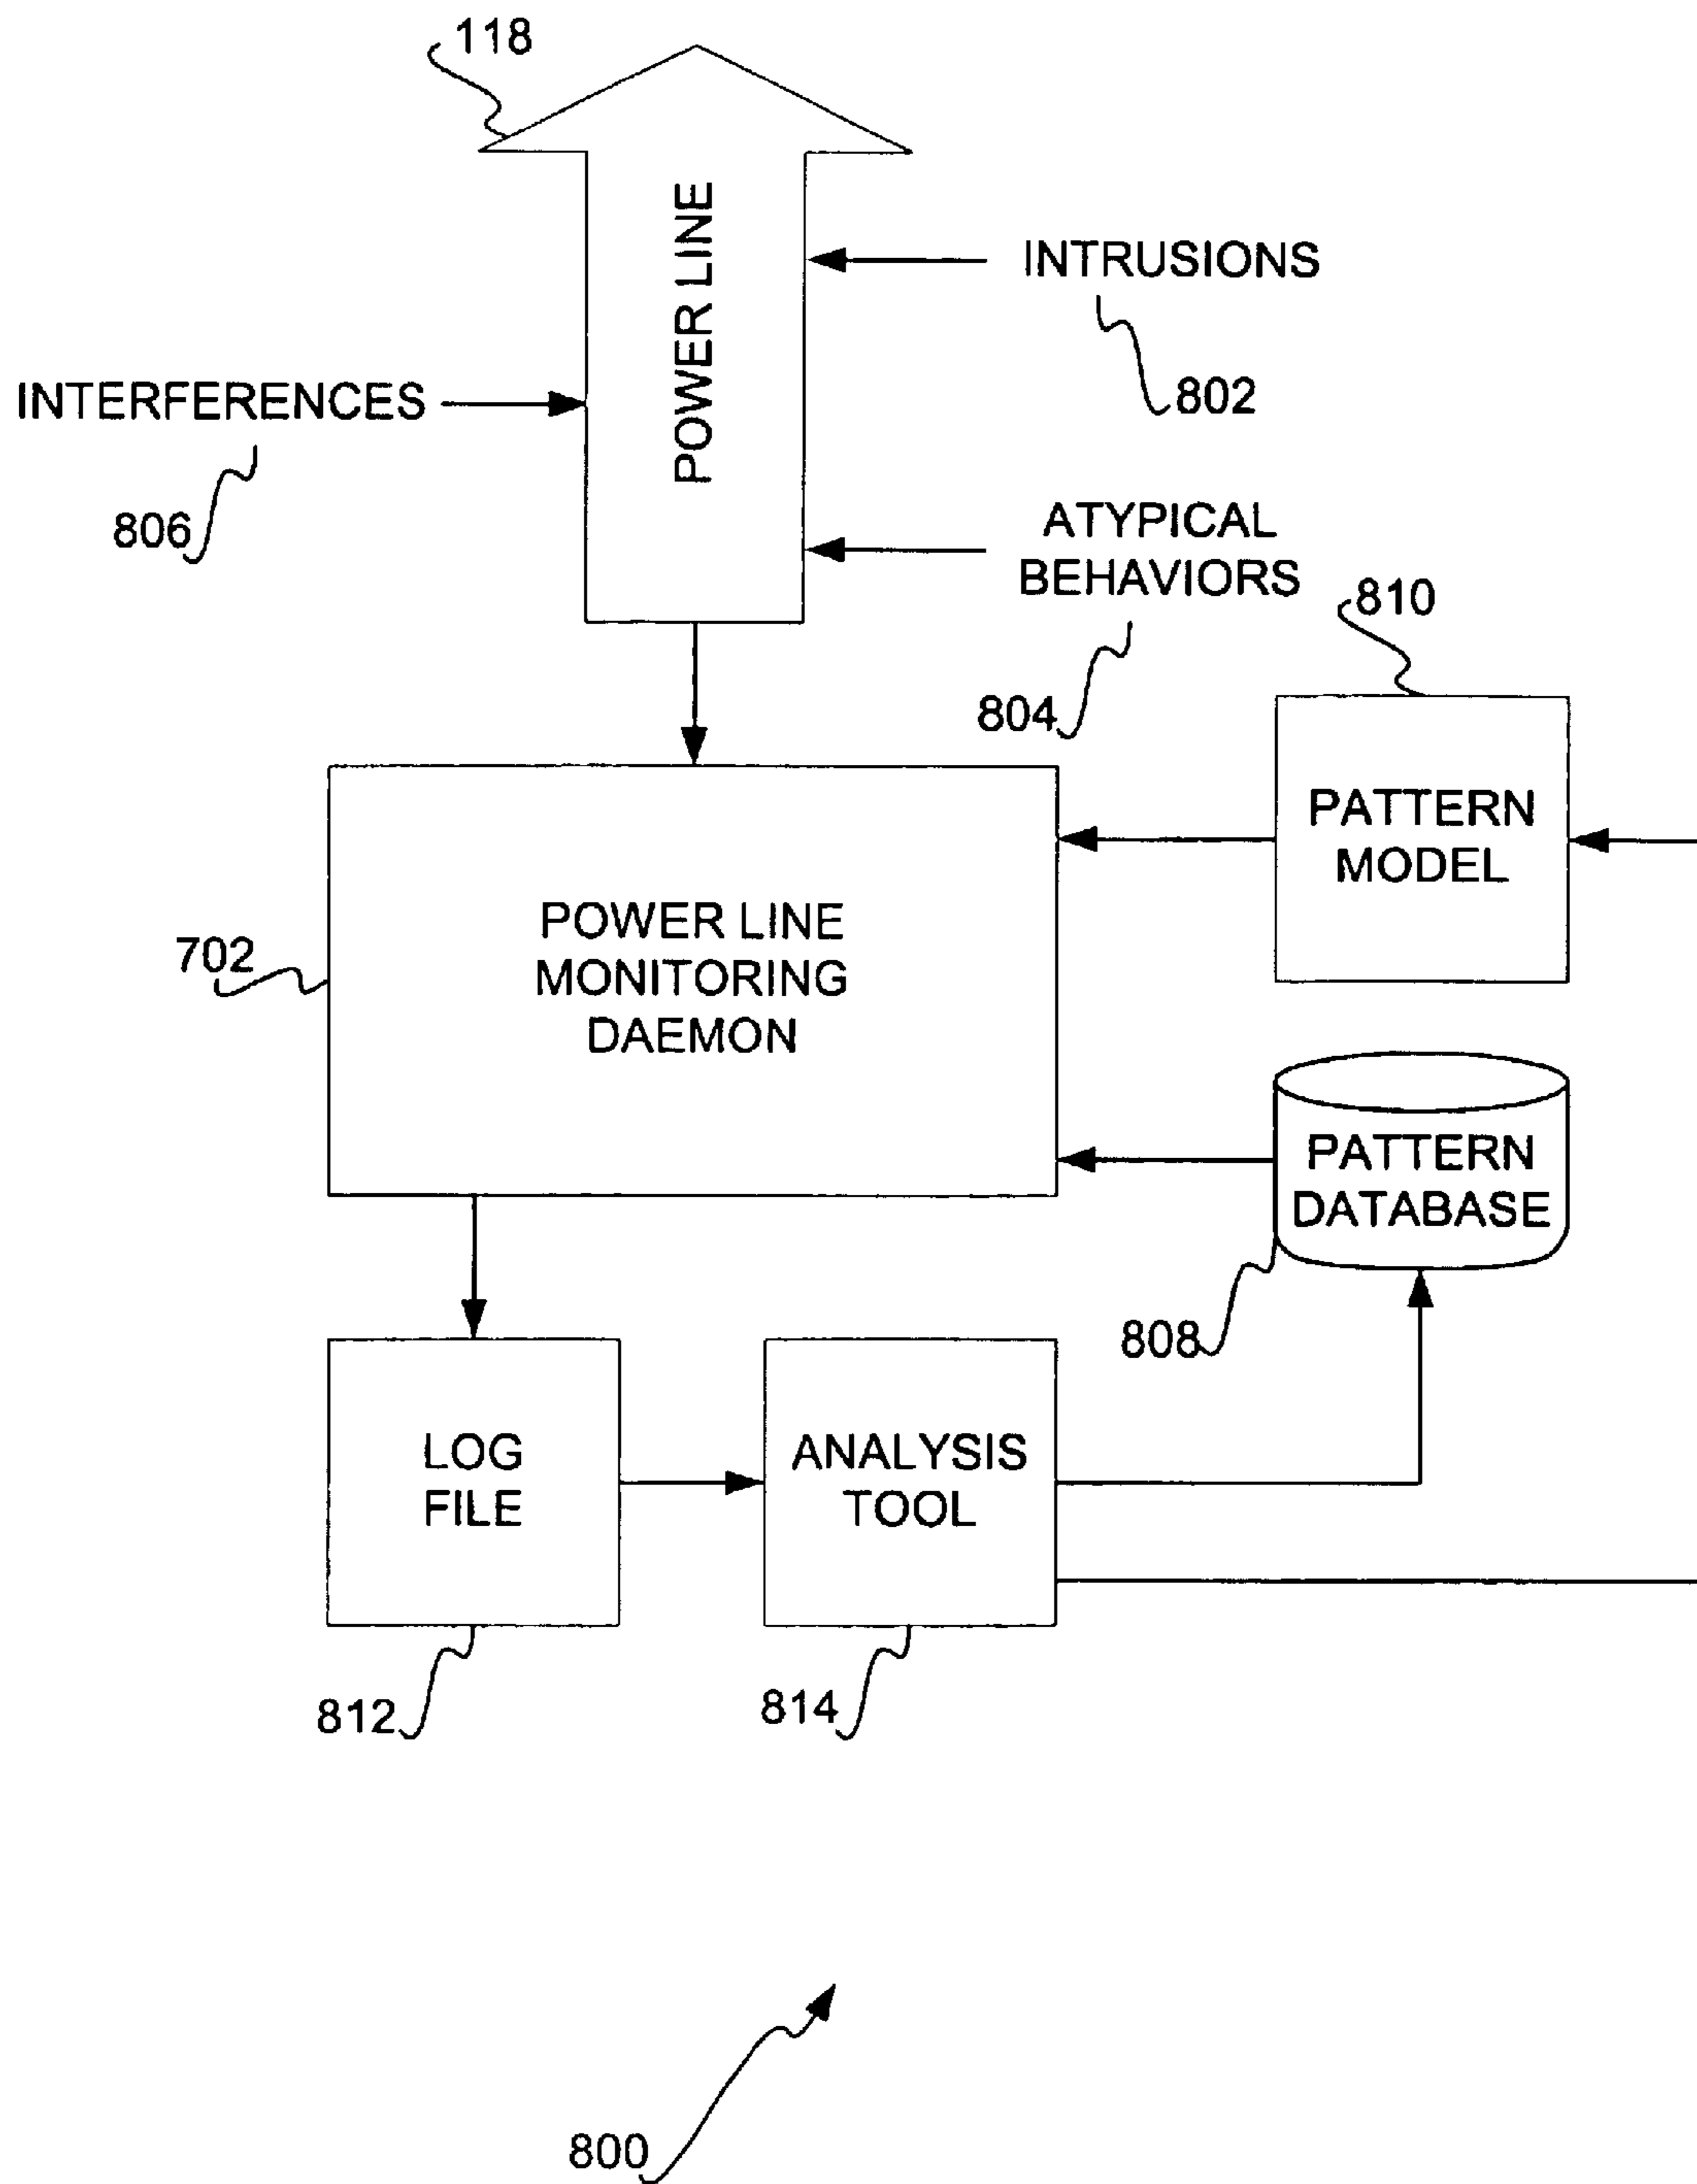 118
POWER LINE
INTRUSIONS
802
INTERFERENCES
806
ATYPICAL
BEHAVIORS
804
810
PATTERN
MODEL
702
POWER LINE
MONITORING
DAEMON
PATTERN
DATABASE
808
LOG
FILE
ANALYSIS
TOOL
812
814
800